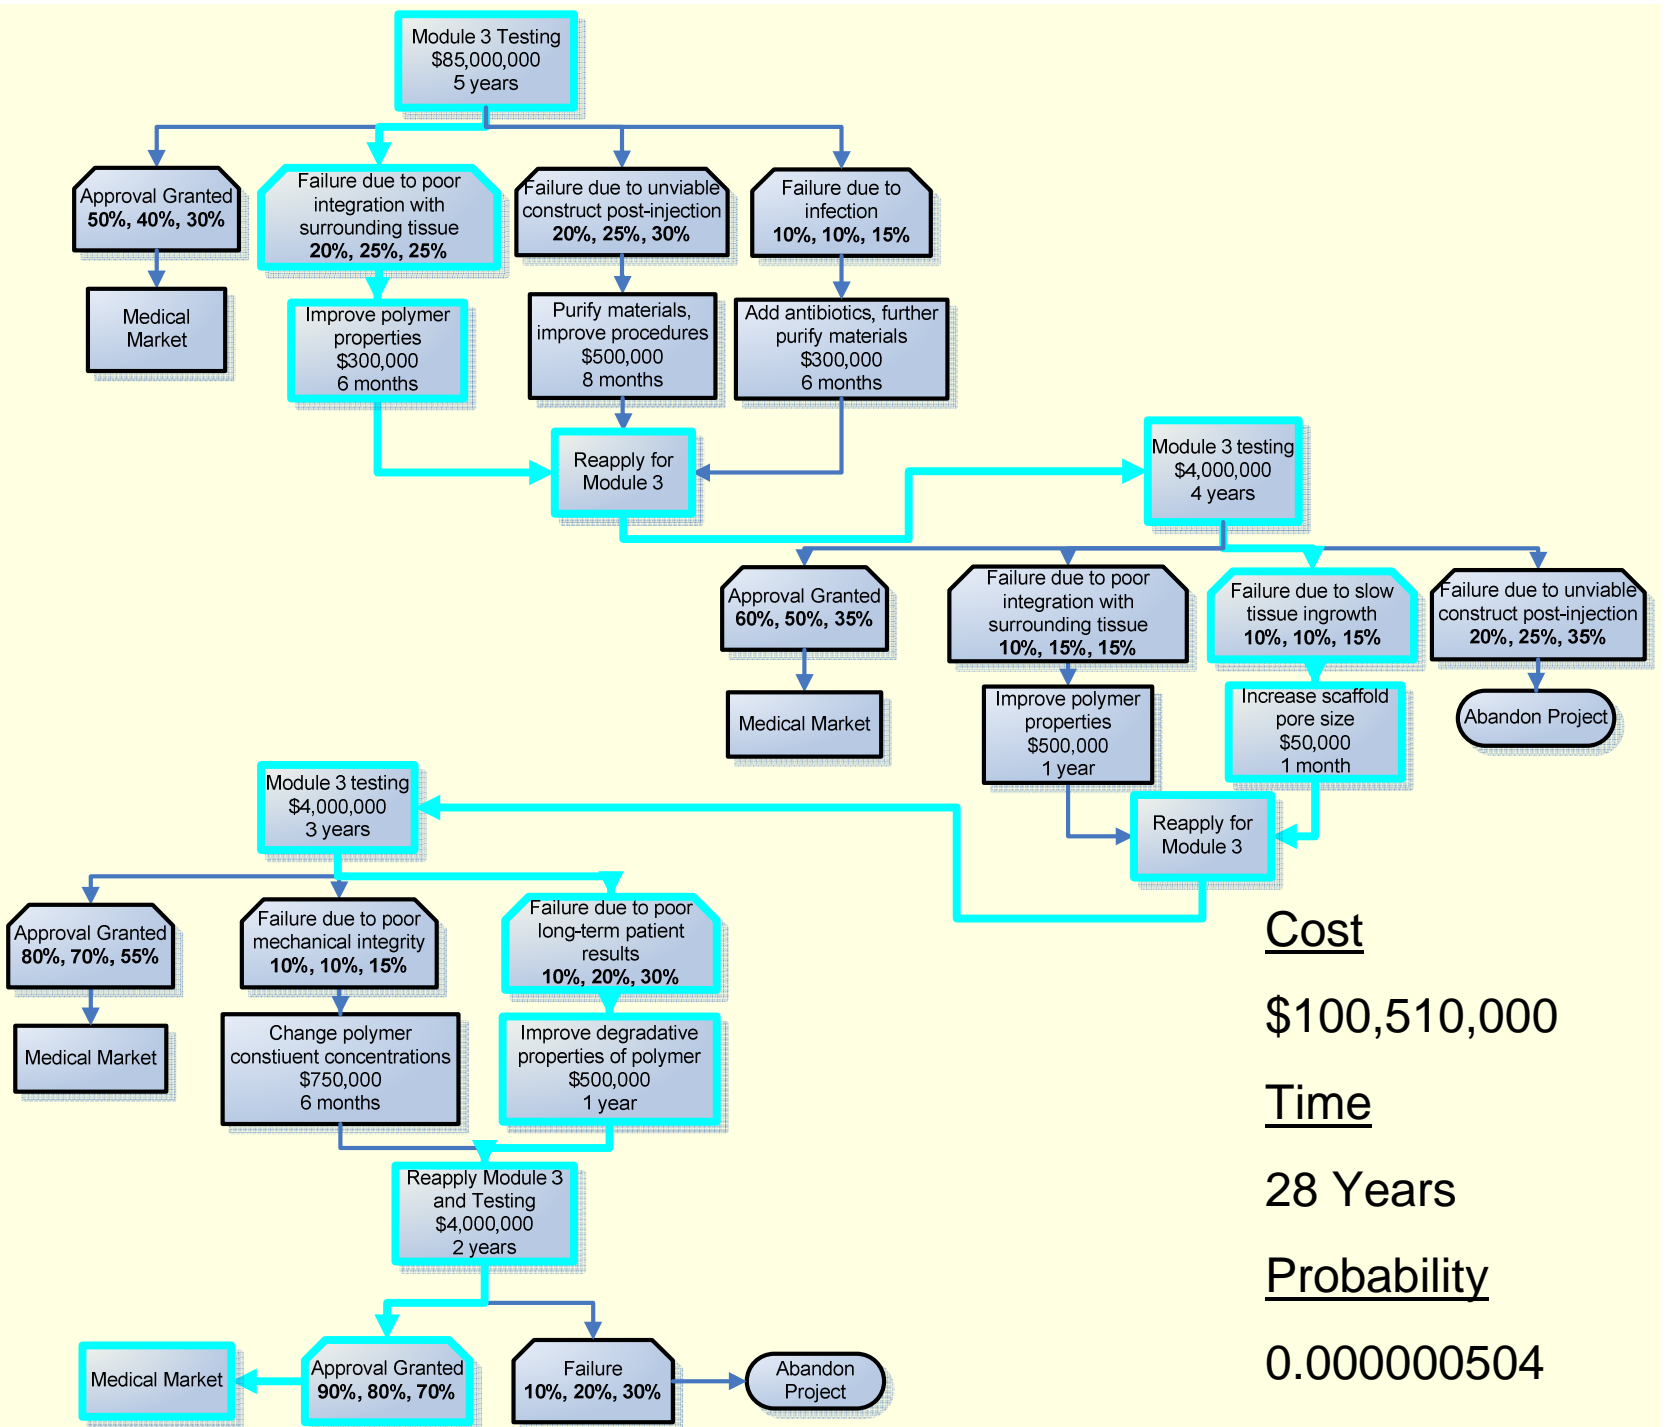 Module 3 Testing
$85,000,000
5 years
Approval Granted
50%, 40%, 30%
Failure due to poor
integration with
surrounding tissue
20%, 25%, 25%
Failure due to unviable
construct post-injection
20%, 25%, 30%
Failure due to
infection
10%, 10%, 15%
Medical
Market
Improve polymer
properties
$300,000
6 months
Purify materials,
improve procedures
$500,000
8 months
Add antibiotics, further
purify materials
$300,000
6 months
Reapply for
Module 3
Module 3 testing
$4,000,000
4 years
Approval Granted
60%, 50%, 35%
Failure due to poor
integration with
surrounding tissue
10%, 15%, 15%
Failure due to slow
tissue ingrowth
10%, 10%, 15%
Failure due to unviable
construct post-injection
20%, 25%, 35%
Medical Market
Improve polymer
properties
$500,000
1 year
Increase scaffold
pore size
$50,000
1 month
Abandon Project
Reapply for
Module 3
Module 3 testing
$4,000,000
3 years
Approval Granted
80%, 70%, 55%
Failure due to poor
mechanical integrity
10%, 10%, 15%
Failure due to poor
long-term patient
results
10%, 20%, 30%
Medical Market
Change polymer
constiuent concentrations
$750,000
6 months
Improve degradative
properties of polymer
$500,000
1 year
Reapply Module 3
and Testing
$4,000,000
2 years
Medical Market
Approval Granted
90%, 80%, 70%
Failure
10%, 20%, 30%
Abandon
Project
Cost
$100,510,000
Time
28 Years
Probability
0.000000504